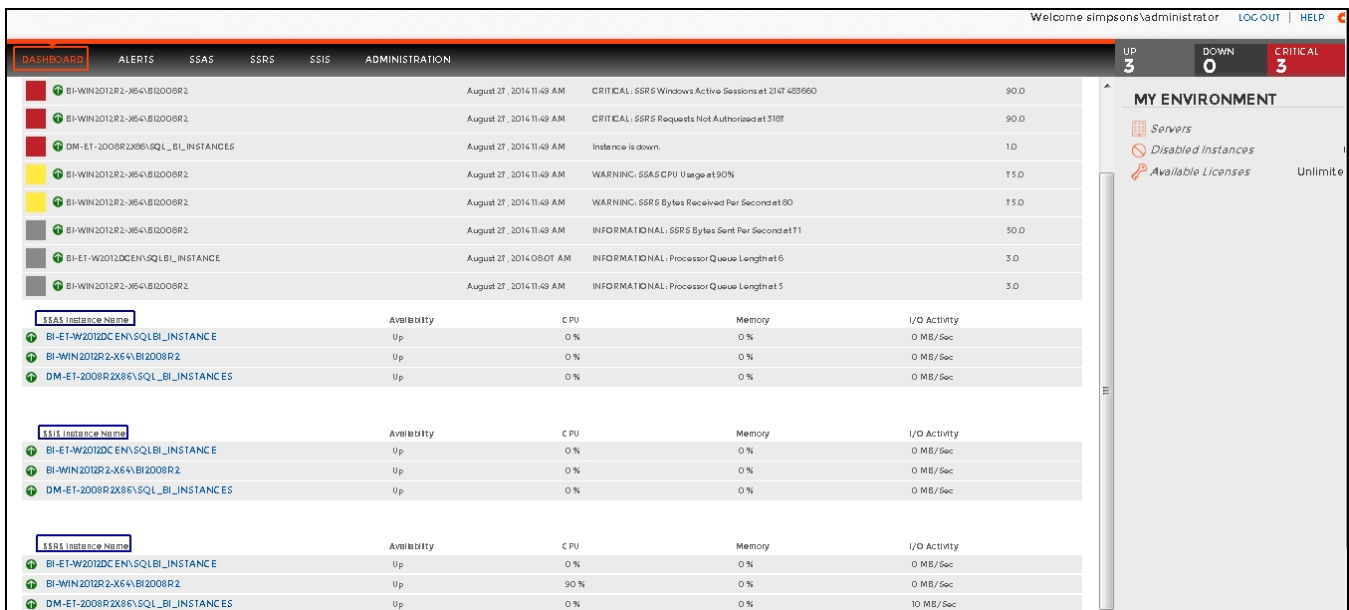 Welcome simpsons\administrator LOGOUT | HELP
DASHBOARD ALERTS SSAS SSRS SSIS ADMINISTRATION
UP 3 DOWN 0 CRITICAL 3
BI-WIN2012R2-X64\BI2008R2 August 27, 2014 11:49 AM CRITICAL: SSRS Windows Active Sessions at 2147483660 90.0
BI-WIN2012R2-X64\BI2008R2 August 27, 2014 11:49 AM CRITICAL: SSRS Requests Not Authorized at 3187 90.0
DM-ET-2008R2X86\SQL_BI_INSTANCES August 27, 2014 11:49 AM Instance is down. 1.0
BI-WIN2012R2-X64\BI2008R2 August 27, 2014 11:49 AM WARNING: SSAS CPU Usage at 90% 75.0
BI-WIN2012R2-X64\BI2008R2 August 27, 2014 11:49 AM WARNING: SSRS Bytes Received Per Second at 80 75.0
BI-WIN2012R2-X64\BI2008R2 August 27, 2014 11:49 AM INFORMATIONAL: SSRS Bytes Sent Per Second at 71 50.0
BI-ET-W2012DCEN\SQLBI_INSTANCE August 27, 2014 08:07 AM INFORMATIONAL: Processor Queue Length at 6 3.0
BI-WIN2012R2-X64\BI2008R2 August 27, 2014 11:49 AM INFORMATIONAL: Processor Queue Length at 5 3.0
MY ENVIRONMENT
Servers
Disabled Instances
Available Licenses Unlimite
SSAS Instance Name Availability CPU Memory I/O Activity
BI-ET-W2012DCEN\SQLBI_INSTANCE Up 0 % 0 % 0 MB/Sec
BI-WIN2012R2-X64\BI2008R2 Up 0 % 0 % 0 MB/Sec
DM-ET-2008R2X86\SQL_BI_INSTANCES Up 0 % 0 % 0 MB/Sec
SSIS Instance Name Availability CPU Memory I/O Activity
BI-ET-W2012DCEN\SQLBI_INSTANCE Up 0 % 0 % 0 MB/Sec
BI-WIN2012R2-X64\BI2008R2 Up 0 % 0 % 0 MB/Sec
DM-ET-2008R2X86\SQL_BI_INSTANCES Up 0 % 0 % 0 MB/Sec
SSRS Instance Name Availability CPU Memory I/O Activity
BI-ET-W2012DCEN\SQLBI_INSTANCE Up 0 % 0 % 0 MB/Sec
BI-WIN2012R2-X64\BI2008R2 Up 90 % 0 % 0 MB/Sec
DM-ET-2008R2X86\SQL_BI_INSTANCES Up 0 % 0 % 10 MB/Sec